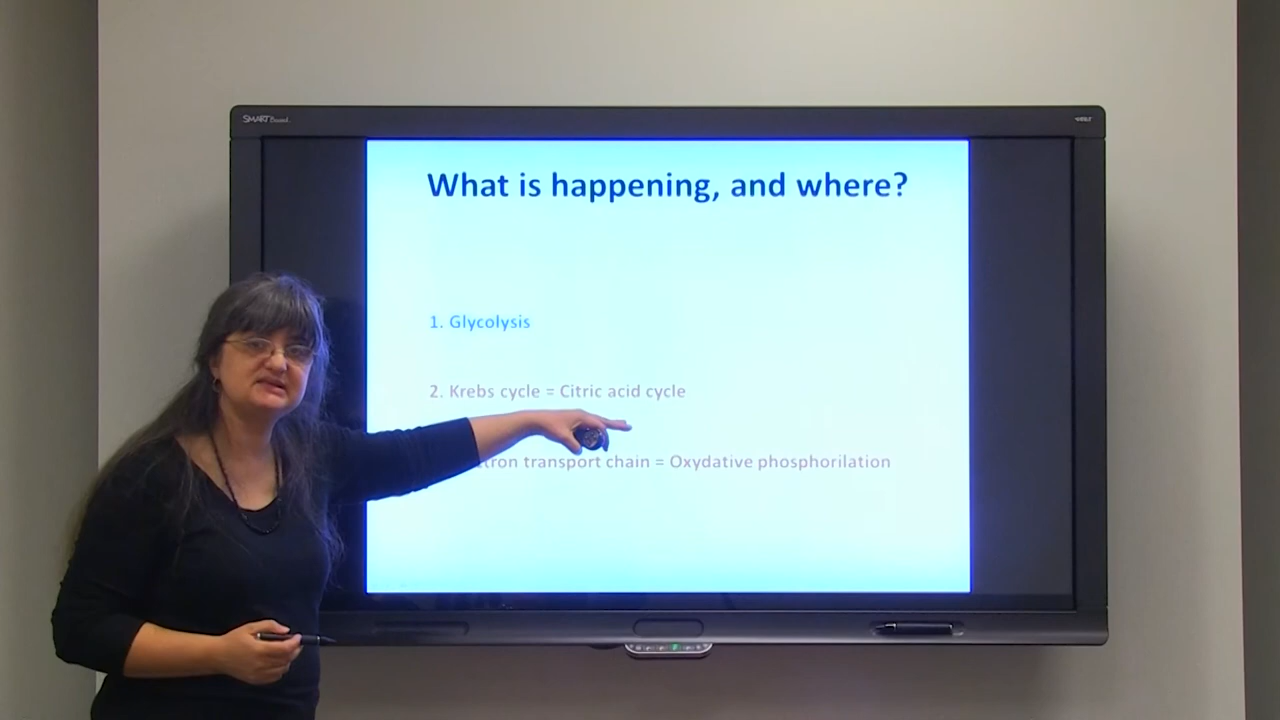 SMART Board
What is happening, and where?
1. Glycolysis
2. Krebs cycle = Citric acid cycle
tron transport chain = Oxydative phosphorilation